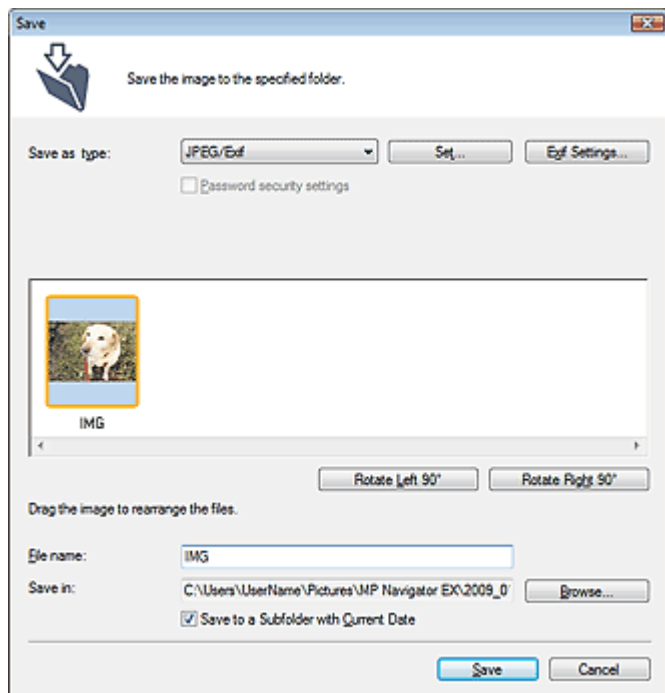 Save
Save the image to the specified folder.
Save as type:
JPEG/Exif
Set...
Exif Settings...
Password security settings
IMG
Rotate Left 90°
Rotate Right 90°
Drag the image to rearrange the files.
File name:
IMG
Save in:
C:\Users\UserName\Pictures\MP Navigator EX\2009_0
Browse...
Save to a Subfolder with Current Date
Save
Cancel